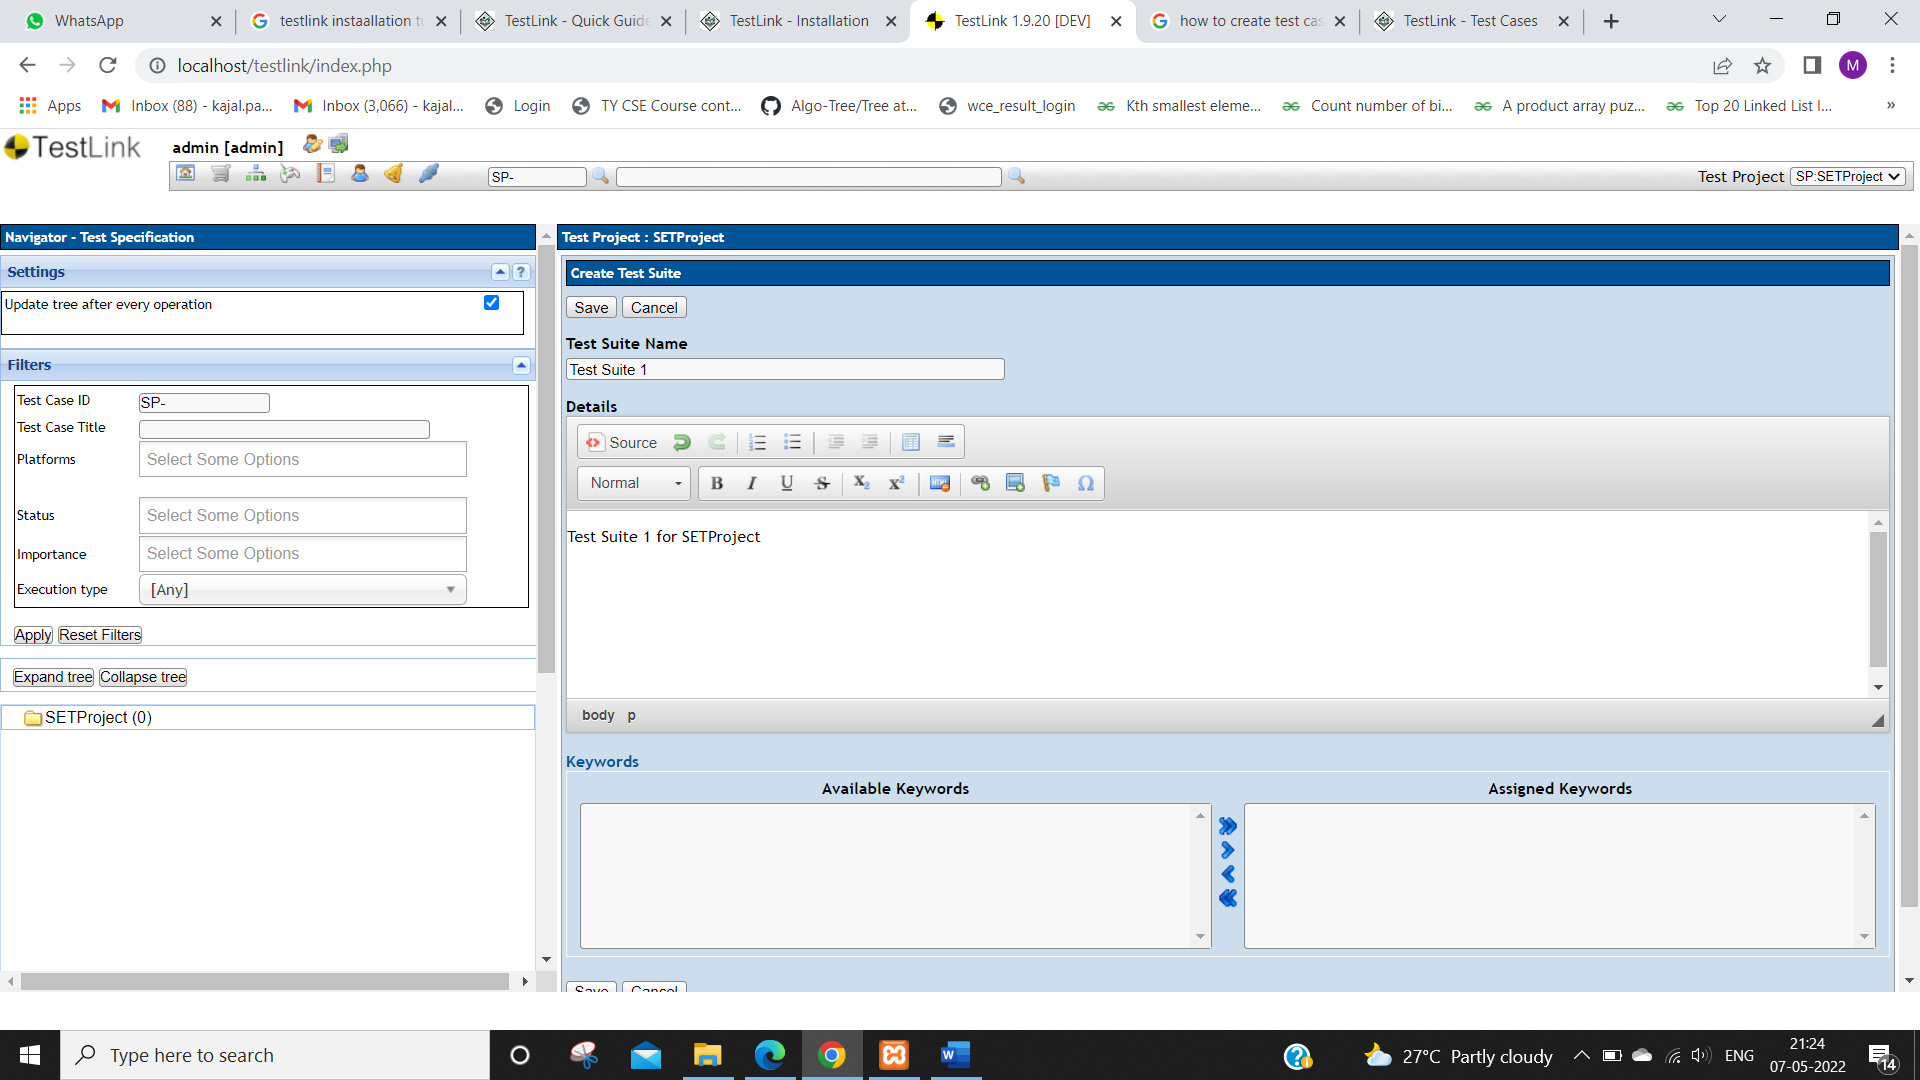 WhatsApp
testlink instaallation tu
TestLink - Quick Guide
TestLink - Installation
TestLink 1.9.20 [DEV]
how to create test cas
TestLink - Test Cases
localhost/testlink/index.php
M
Apps
Inbox (88) - kajal.pa...
Inbox (3,066) - kajal...
Login
TY CSE Course cont...
Algo-Tree/Tree at...
wce_result_login
Kth smallest eleme...
Count number of bi...
A product array puz...
Top 20 Linked List I...
»
TestLink
admin [admin]
SP-
Test Project SP:SETProject
Navigator - Test Specification
Settings
?
Update tree after every operation
Filters
Test Case ID SP-
Test Case Title
Platforms Select Some Options
Status Select Some Options
Importance Select Some Options
Execution type [Any]
Apply Reset Filters
Expand tree Collapse tree
SETProject (0)
Test Project : SETProject
Create Test Suite
Save Cancel
Test Suite Name
Test Suite 1
Details
Source
Normal B I U S X₂ X² Ω
Test Suite 1 for SETProject
body p
Keywords
Available Keywords
Assigned Keywords
Save Cancel
Type here to search
27°C Partly cloudy
ENG
21:24
07-05-2022
14